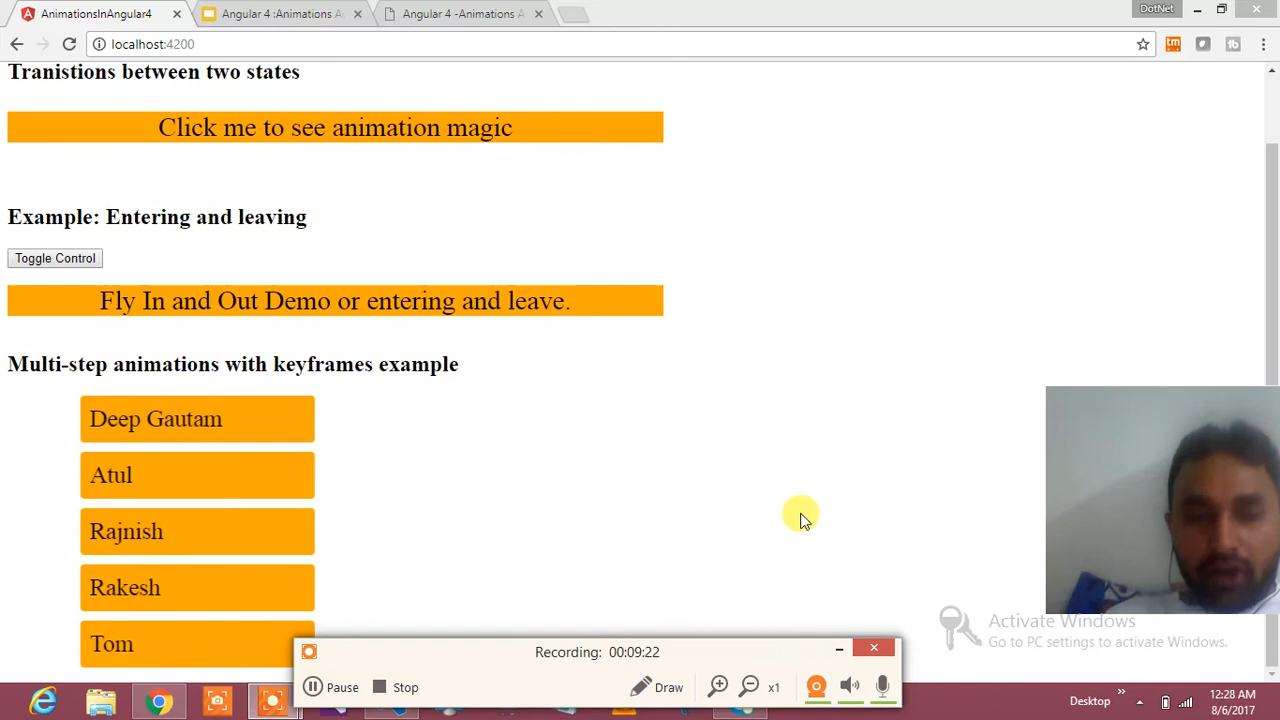 AnimationsInAngular4
Angular 4 :Animations A
Angular 4 -Animations A
DotNet
localhost:4200
Tranistions between two states
Click me to see animation magic
Example: Entering and leaving
Toggle Control
Fly In and Out Demo or entering and leave.
Multi-step animations with keyframes example
Deep Gautam
Atul
Rajnish
Rakesh
Tom
Activate Windows
Go to PC settings to activate Windows.
Recording: 00:09:22
Pause
Stop
Draw
x1
Desktop
12:28 AM
8/6/2017